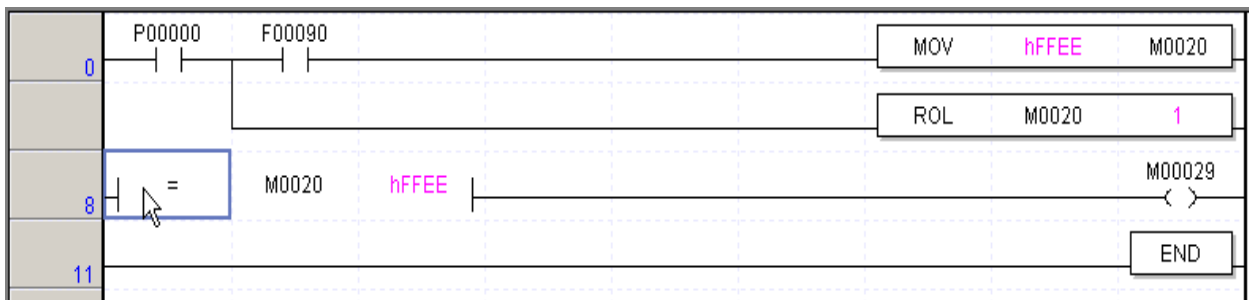 P00000 F00090
0 MOV hFFEE M0020
ROL M0020 1
M00029
8 = M0020 hFFEE
END
11